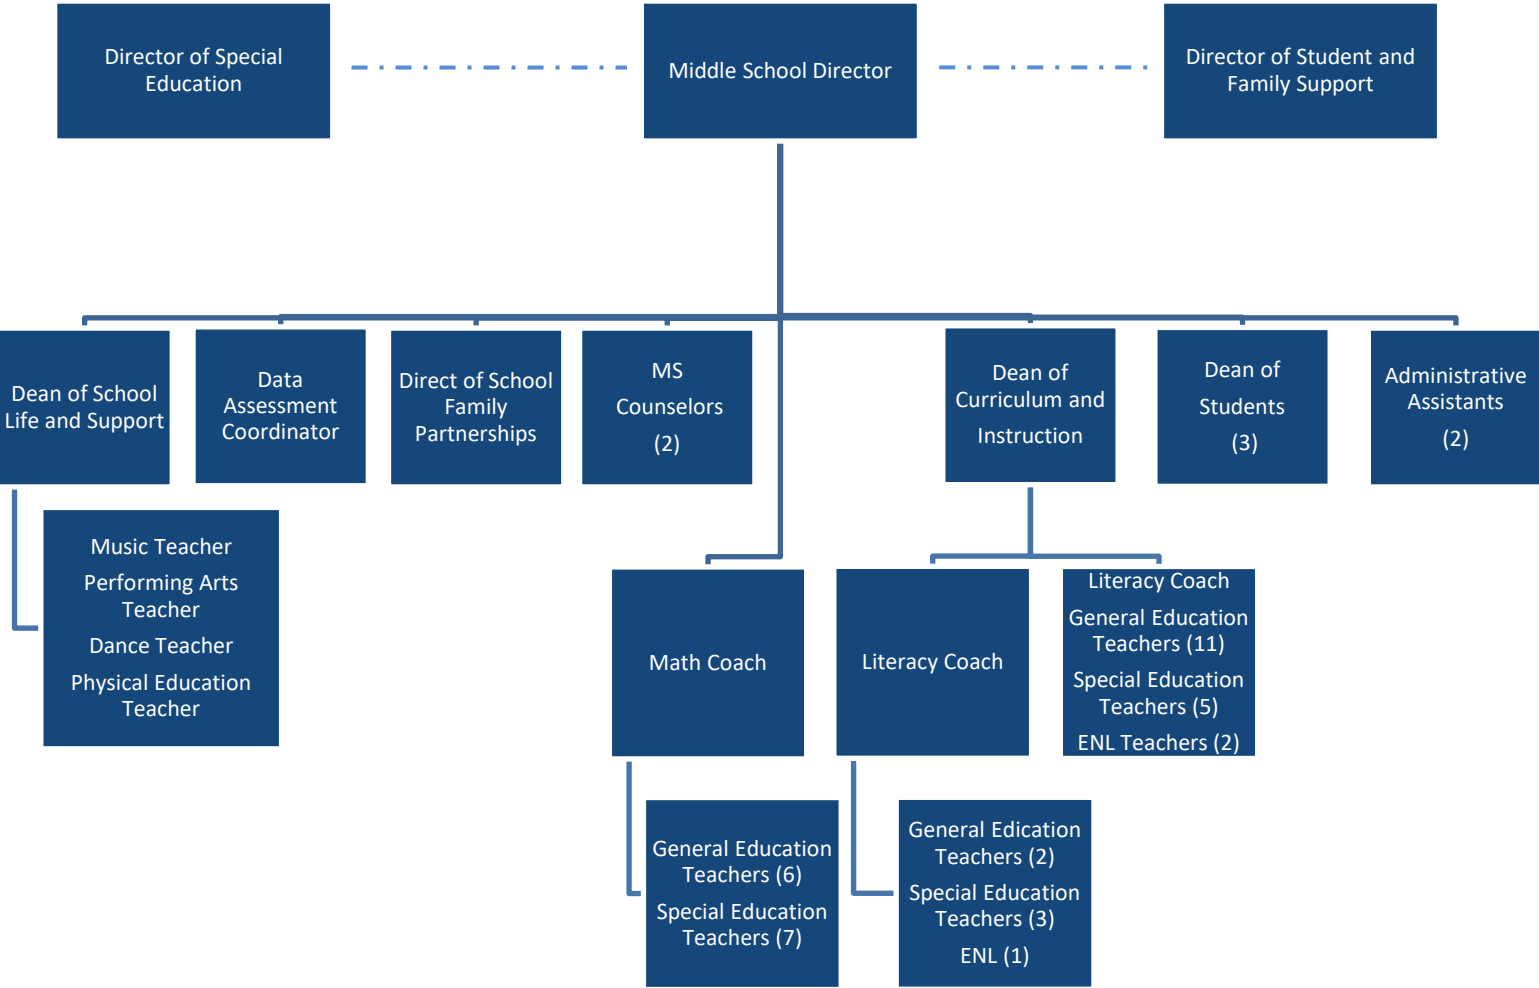 Director of Special
Education
Middle School Director
Director of Student and
Family Support
Dean of School
Life and Support
Data
Assessment
Coordinator
Direct of School
Family
Partnerships
MS
Counselors
(2)
Dean of
Curriculum and
Instruction
Dean of
Students
(3)
Administrative
Assistants
(2)
Music Teacher
Performing Arts
Teacher
Dance Teacher
Physical Education
Teacher
Math Coach
Literacy Coach
Literacy Coach
General Education
Teachers (11)
Special Education
Teachers (5)
ENL Teachers (2)
General Education
Teachers (6)
Special Education
Teachers (7)
General Edication
Teachers (2)
Special Education
Teachers (3)
ENL (1)